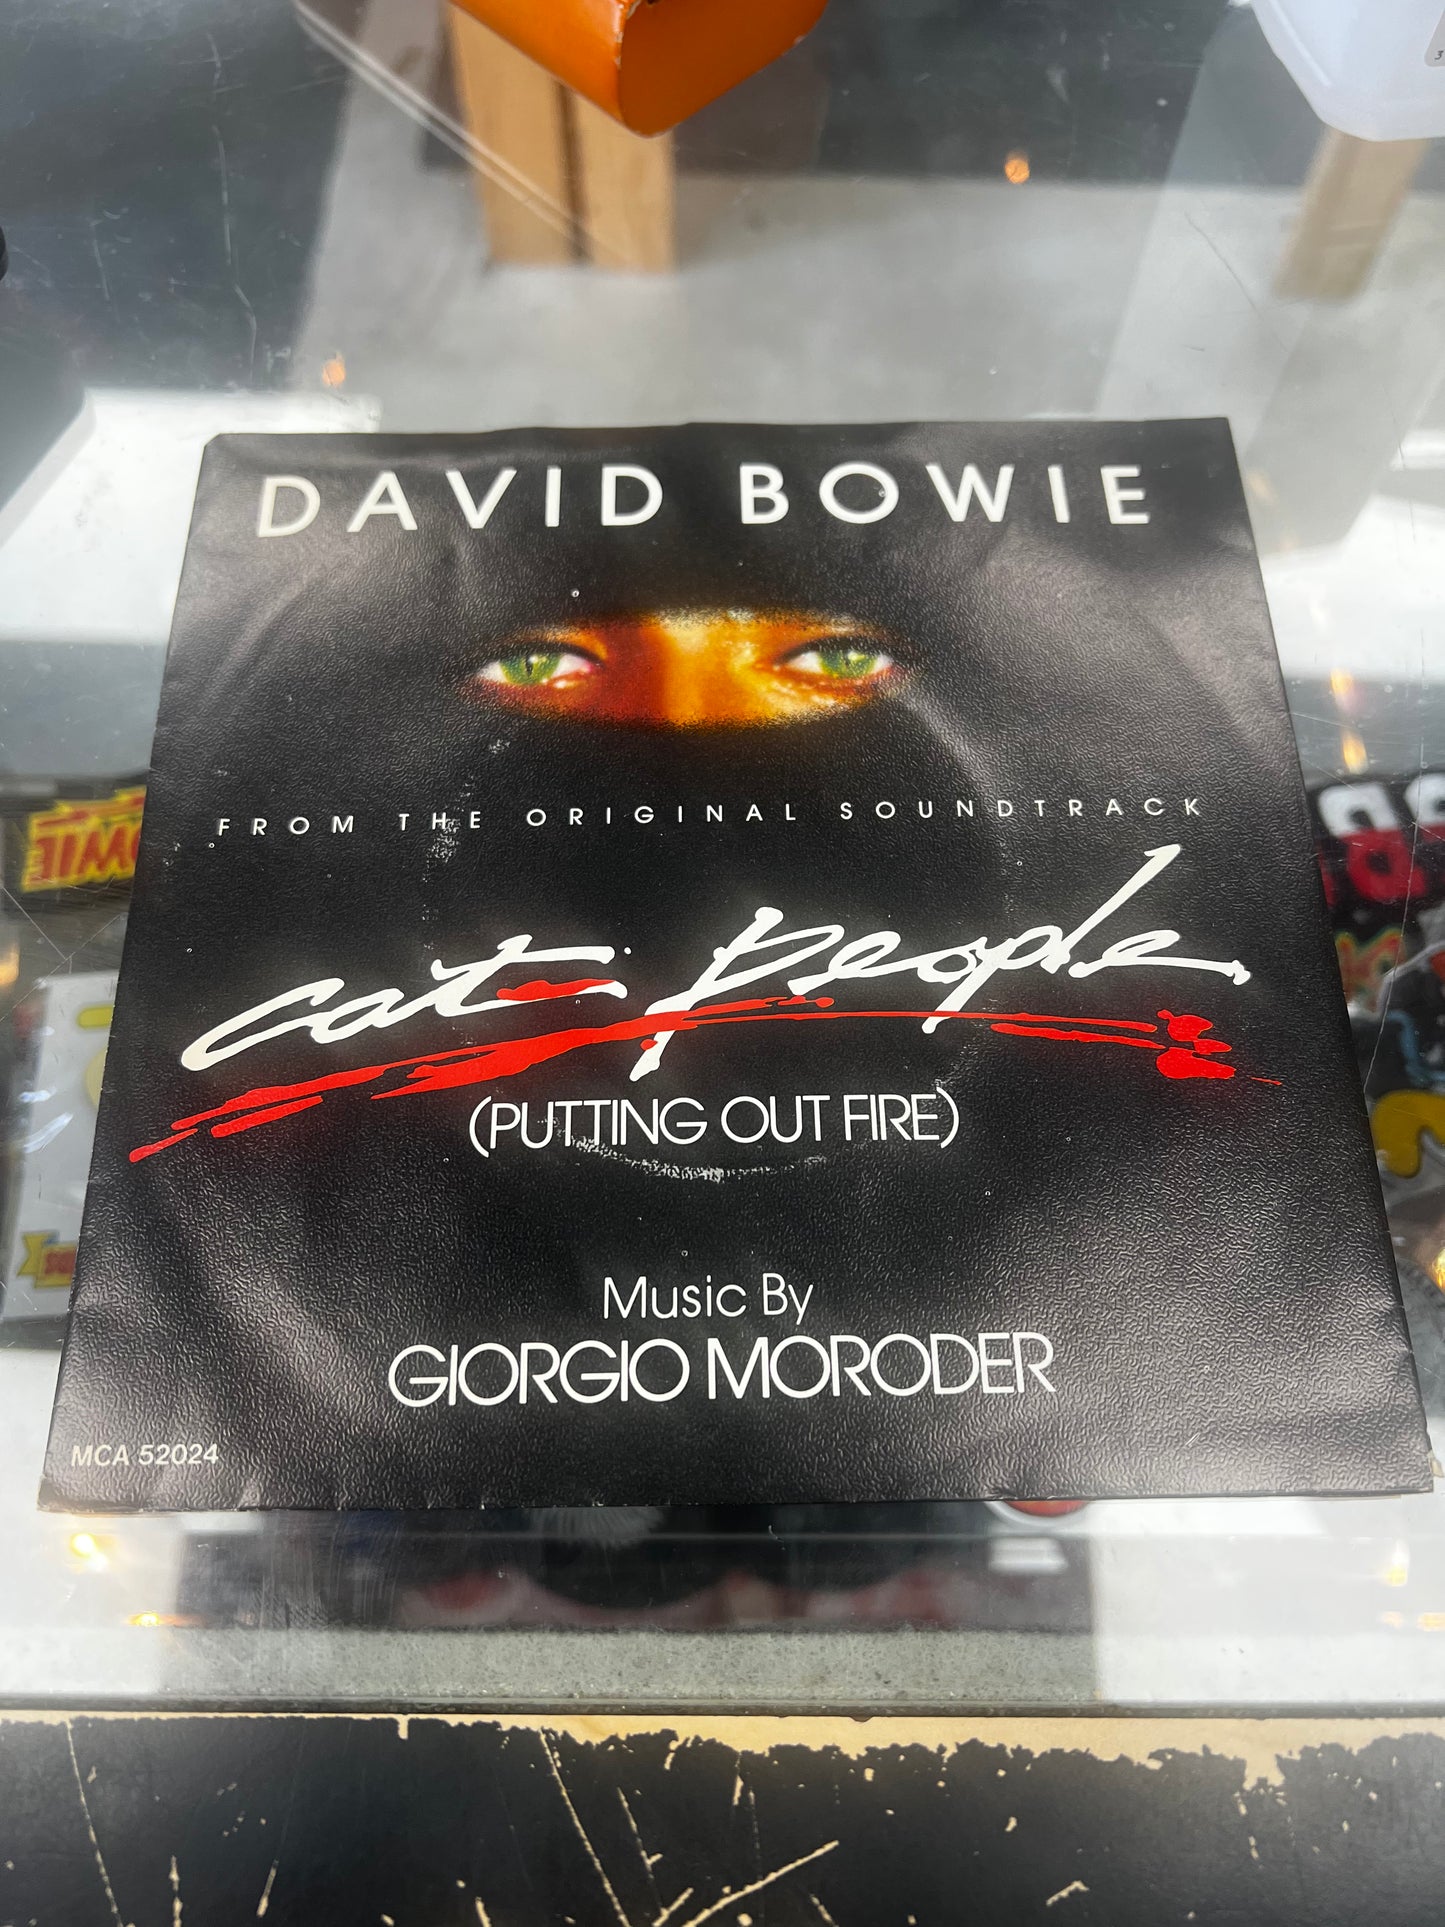 DAVID BOWIE
FROM THE ORIGINAL SOUNDTRACK
cat people
(PUTTING OUT FIRE)
Music By
GIORGIO MORODER
MCA 52024